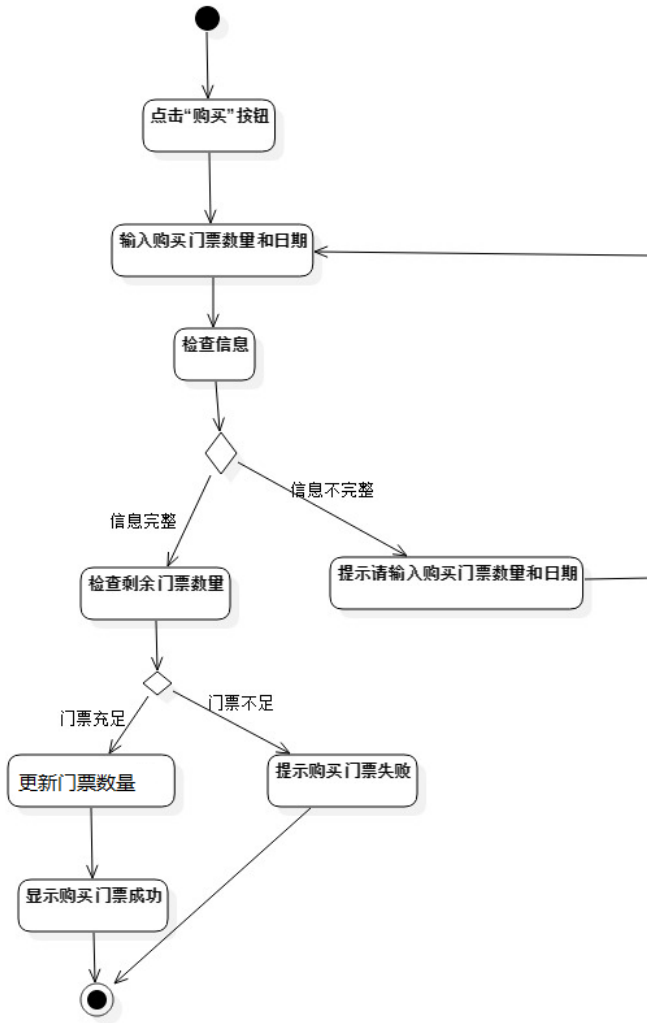 点击“购买”按钮
输入购买门票数量和日期
检查信息
信息不完整
信息完整
检查剩余门票数量
提示请输入购买门票数量和日期
门票不足
门票充足
更新门票数量
提示购买门票失败
显示购买门票成功